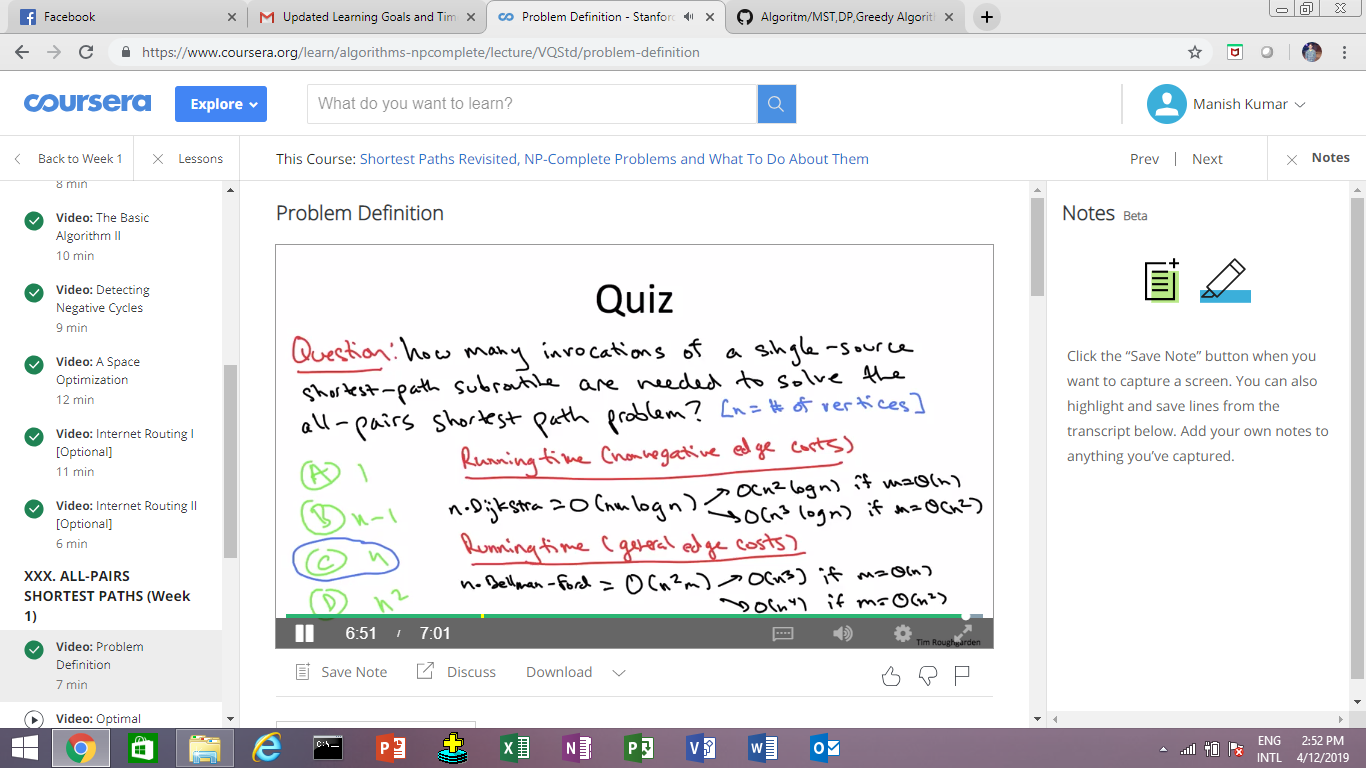 Facebook
Updated Learning Goals and Tim
Problem Definition - Stanford
Algoritm/MST,DP,Greedy Algorit
https://www.coursera.org/learn/algorithms-npcomplete/lecture/VQStd/problem-definition
coursera
Explore
What do you want to learn?
Manish Kumar
Back to Week 1
Lessons
This Course: Shortest Paths Revisited, NP-Complete Problems and What To Do About Them
Prev | Next
Notes
8 min
Video: The Basic
Algorithm II
10 min
Video: Detecting
Negative Cycles
9 min
Video: A Space
Optimization
12 min
Video: Internet Routing I
[Optional]
11 min
Video: Internet Routing II
[Optional]
6 min
XXX. ALL-PAIRS
SHORTEST PATHS (Week
1)
Video: Problem
Definition
7 min
Video: Optimal
Problem Definition
Quiz
Question: how many invocations of a single-source
shortest-path subroutine are needed to solve the
all-pairs shortest path problem? [n = # of vertices]
(A) 1
(B) n-1
(C) n
(D) n²
Running time (nonnegative edge costs)
n·Dijkstra = O(nm log n)
O(n² log n) if m=Θ(n)
O(n³ log n) if m=Θ(n²)
Running time (general edge costs)
n·Bellman-Ford = O(n²m)
O(n³) if m=Θ(n)
O(n⁴) if m=Θ(n²)
6:51 / 7:01
Tim Roughgarden
Save Note
Discuss
Download
Notes Beta
Click the “Save Note” button when you
want to capture a screen. You can also
highlight and save lines from the
transcript below. Add your own notes to
anything you’ve captured.
ENG
INTL
2:52 PM
4/12/2019